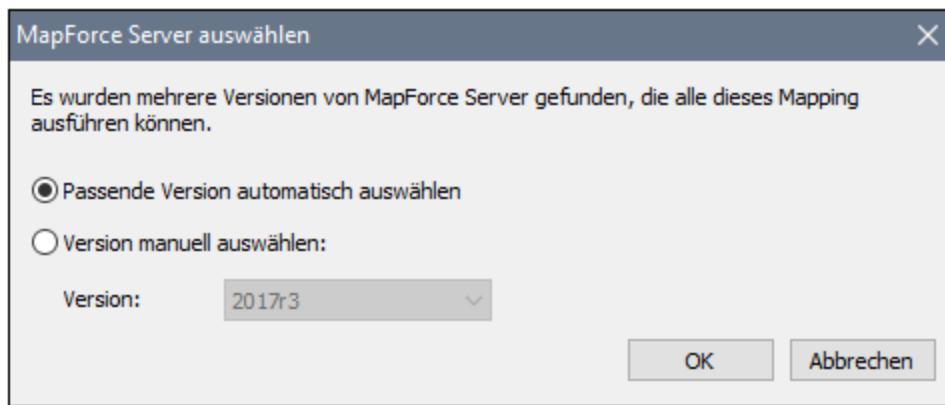 MapForce Server auswählen
Es wurden mehrere Versionen von MapForce Server gefunden, die alle dieses Mapping
ausführen können.
Passende Version automatisch auswählen
Version manuell auswählen:
Version: 2017r3
OK Abbrechen